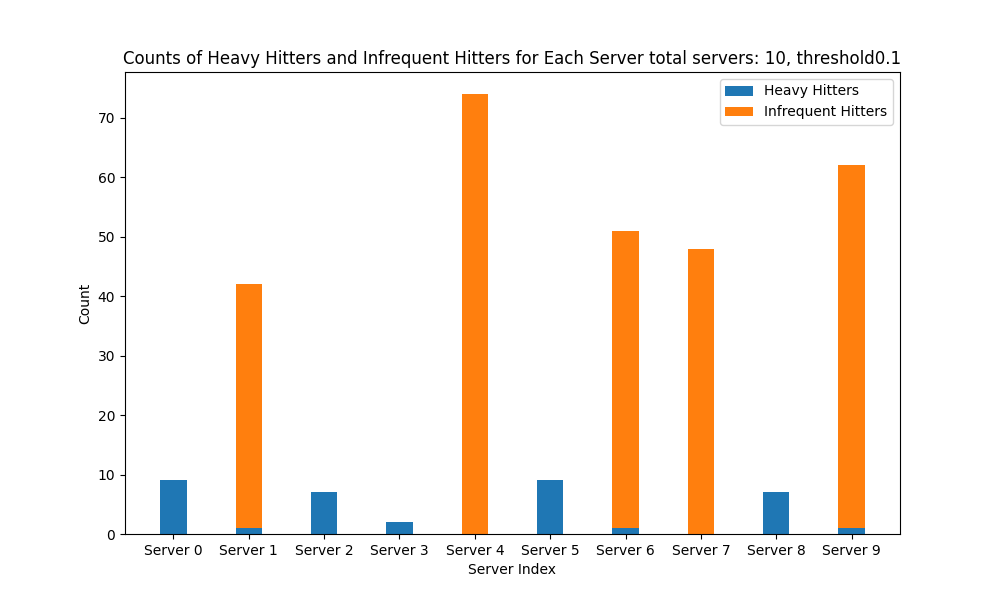 Counts of Heavy Hitters and Infrequent Hitters for Each Server total servers: 10, threshold0.1
Heavy Hitters
Infrequent Hitters
Count
70
60
50
40
30
20
10
0
Server 0 Server 1 Server 2 Server 3 Server 4 Server 5 Server 6 Server 7 Server 8 Server 9
Server Index